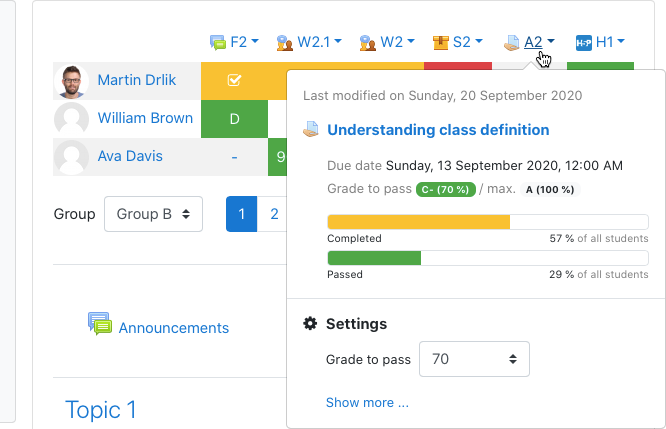 F2 W2.1 W2 S2 A2 H-P H1
Martin Drlik
William Brown D
Ava Davis - 9
Group Group B 1 2
Announcements
Topic 1
Last modified on Sunday, 20 September 2020
Understanding class definition
Due date Sunday, 13 September 2020, 12:00 AM
Grade to pass C- (70 %) / max. A (100 %)
Completed 57 % of all students
Passed 29 % of all students
Settings
Grade to pass 70
Show more ...